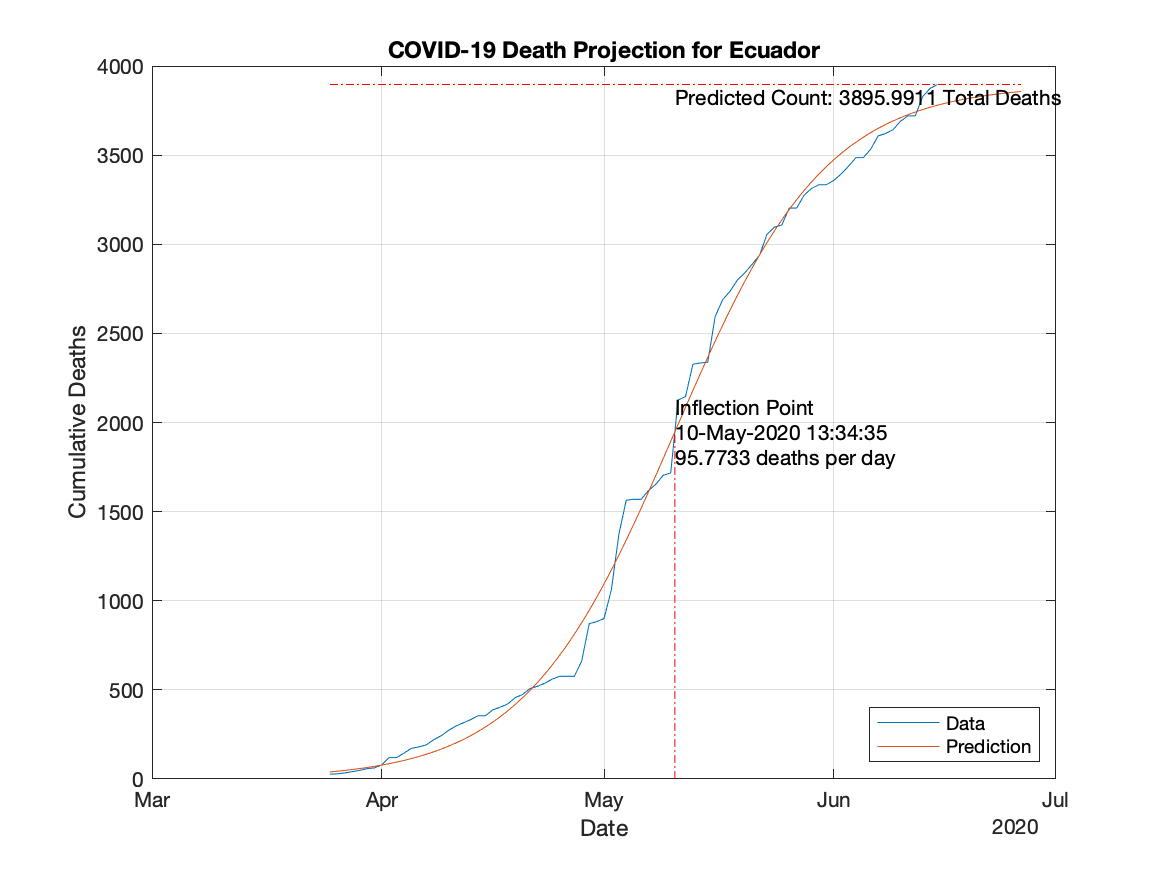 COVID-19 Death Projection for Ecuador
4000
Predicted Count: 3895.9911 Total Deaths
3500
3000
2500
2000
Inflection Point
10-May-2020 13:34:35
95.7733 deaths per day
1500
1000
500
0
Cumulative Deaths
Data
Prediction
Mar
Apr
May
Jun
Jul
Date
2020